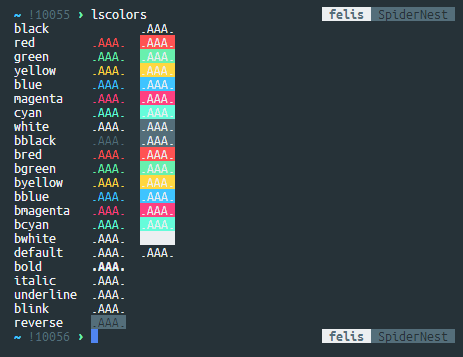 ~ !10055 › lscolors felis SpiderNest
black .AAA.
red .AAA. .AAA.
green .AAA. .AAA.
yellow .AAA. .AAA.
blue .AAA. .AAA.
magenta .AAA. .AAA.
cyan .AAA. .AAA.
white .AAA. .AAA.
bblack .AAA. .AAA.
bred .AAA. .AAA.
bgreen .AAA. .AAA.
byellow .AAA. .AAA.
bblue .AAA. .AAA.
bmagenta .AAA. .AAA.
bcyan .AAA. .AAA.
bwhite .AAA.
default .AAA. .AAA.
bold .AAA.
italic .AAA.
underline .AAA.
blink .AAA.
reverse .AAA.
~ !10056 › felis SpiderNest